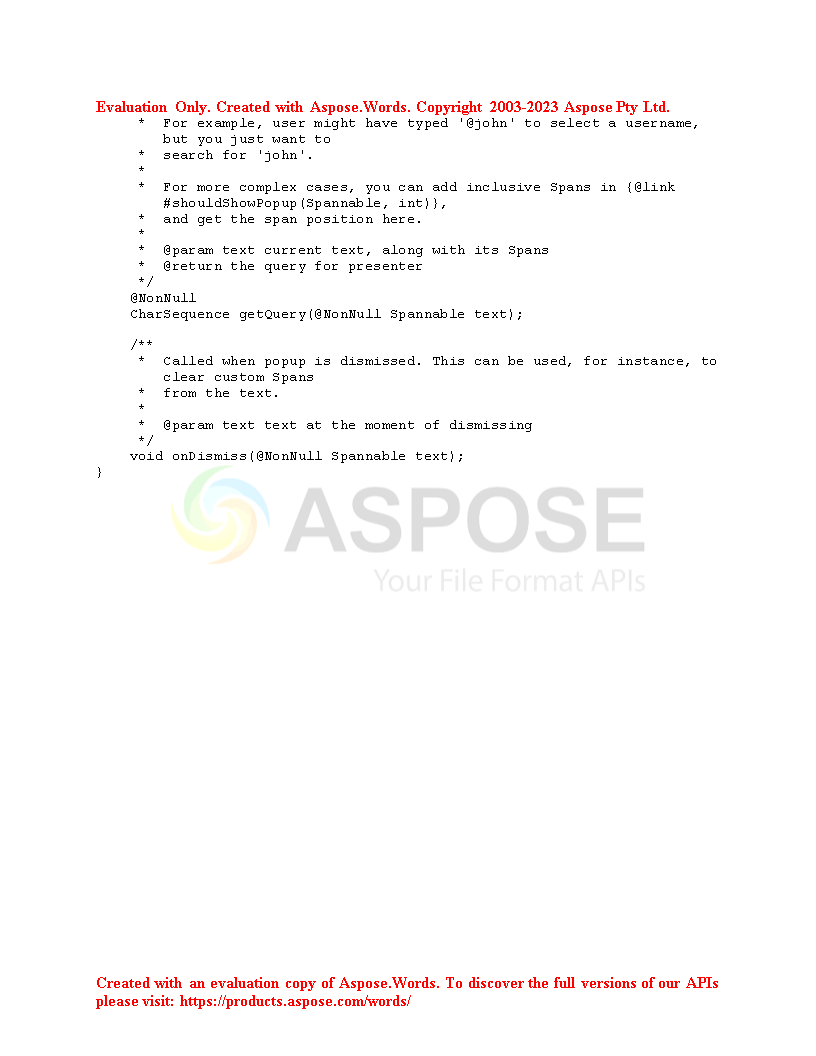 Evaluation Only. Created with Aspose.Words. Copyright 2003-2023 Aspose Pty Ltd.
* For example, user might have typed '@john' to select a username,
but you just want to
* search for 'john'.
*
* For more complex cases, you can add inclusive Spans in {@link
#shouldShowPopup(Spannable, int)},
* and get the span position here.
*
* @param text current text, along with its Spans
* @return the query for presenter
*/
@NonNull
CharSequence getQuery(@NonNull Spannable text);
/**
* Called when popup is dismissed. This can be used, for instance, to
clear custom Spans
* from the text.
*
* @param text text at the moment of dismissing
*/
void onDismiss(@NonNull Spannable text);
}
ASPOSE
Your File Format APIs
Created with an evaluation copy of Aspose.Words. To discover the full versions of our APIs
please visit: https://products.aspose.com/words/